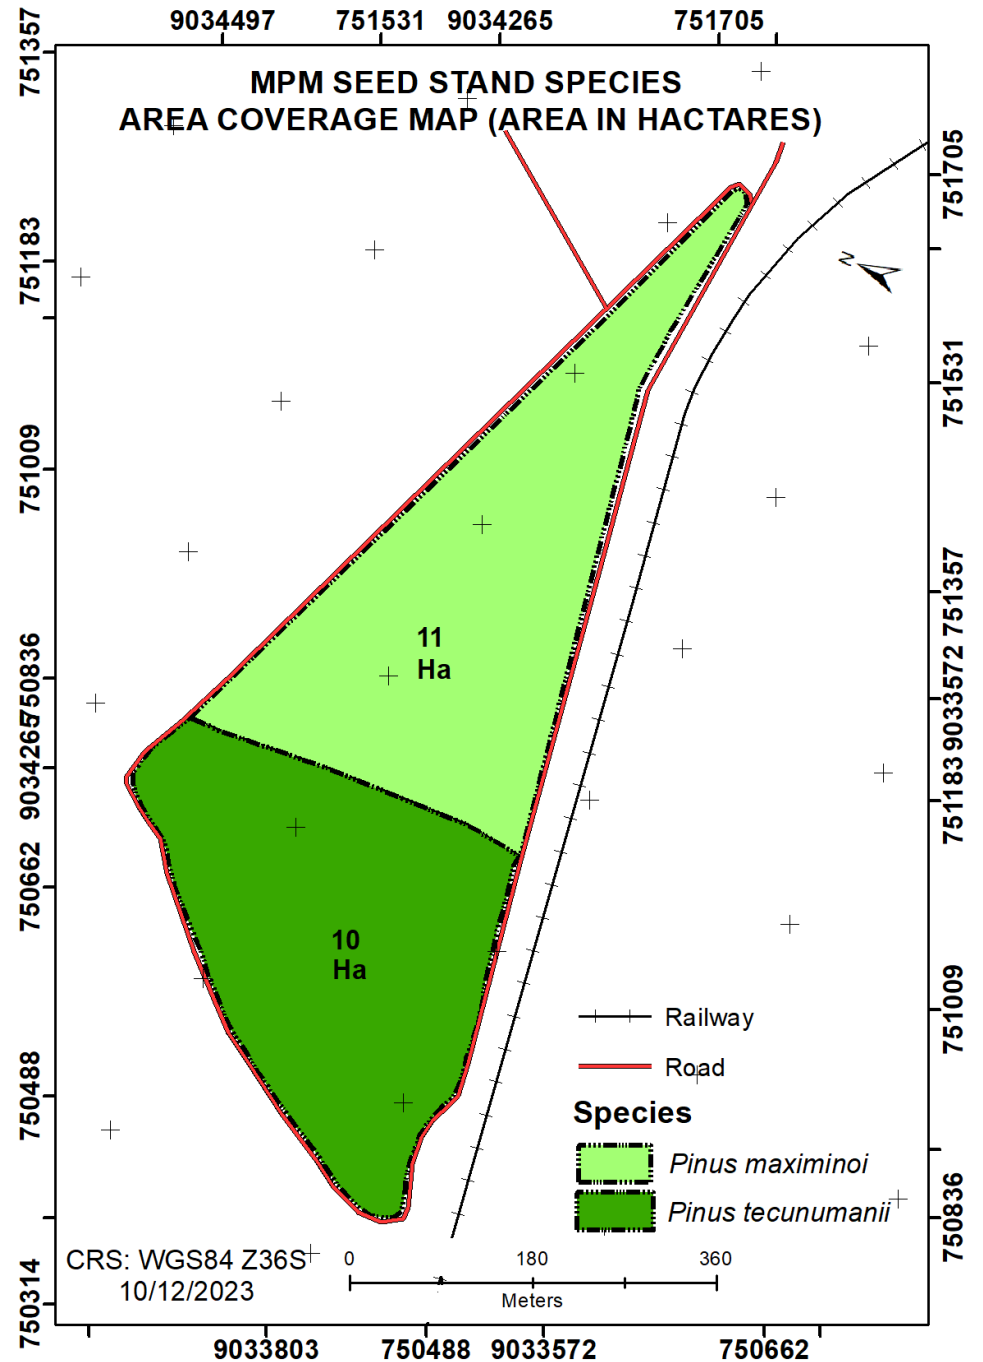 9034497 751531 9034265 751705
MPM SEED STAND SPECIES
AREA COVERAGE MAP (AREA IN HACTARES)
751357
751183
751009
750836
9034265
750662
750488
750314
751705
751531
751357
9033572
751183
751009
750836
N
11
Ha
10
Ha
Railway
Road
Species
Pinus maximinoi
Pinus tecunumanii
CRS: WGS84 Z36S
10/12/2023
0 180 360
Meters
9033803 750488 9033572 750662